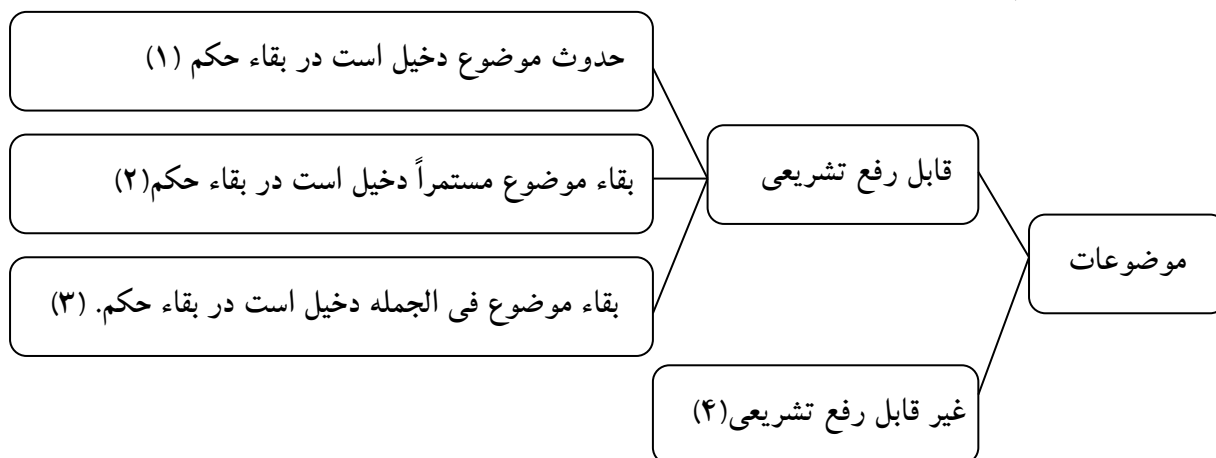 موضوعات
قابل رفع تشریعی
حدوث موضوع دخیل است در بقاء حکم (۱)
بقاء موضوع مستمراً دخیل است در بقاء حکم(۲)
بقاء موضوع فی الجمله دخیل است در بقاء حکم. (۳)
غیر قابل رفع تشریعی(۴)